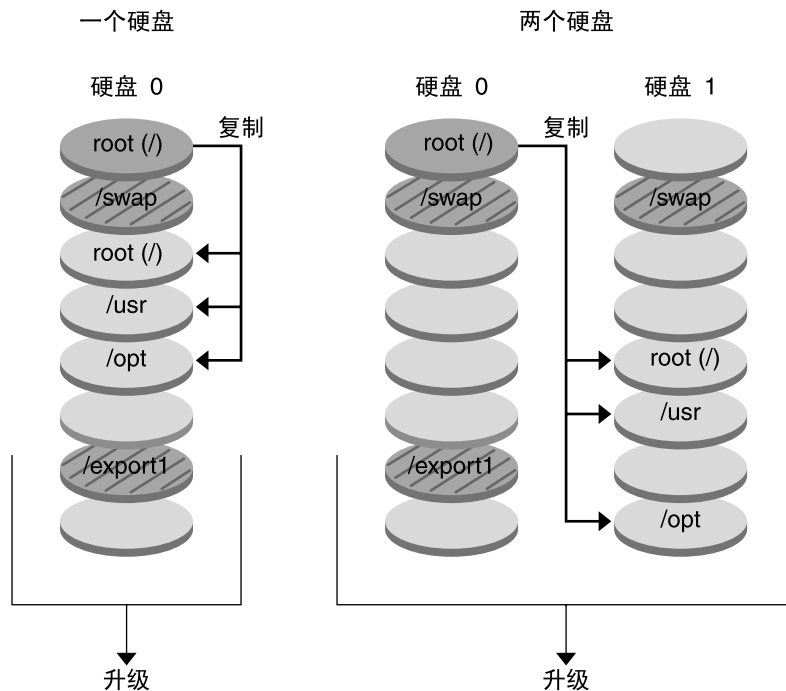 一个硬盘
硬盘 0
复制
root (/)
/swap
root (/)
/usr
/opt
/export1
升级
两个硬盘
硬盘 0
硬盘 1
复制
root (/)
/swap
/export1
/swap
root (/)
/usr
/opt
升级